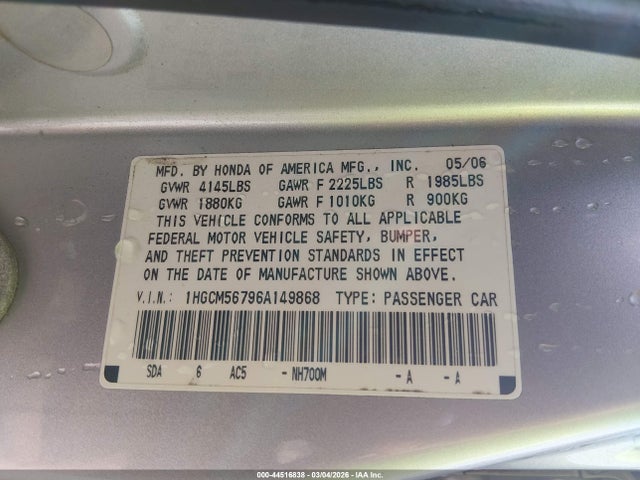 MFD. BY HONDA OF AMERICA MFG., INC. 05/06
GVWR 4145LBS GAWR F 2225LBS R 1985LBS
GVWR 1880KG GAWR F 1010KG R 900KG
THIS VEHICLE CONFORMS TO ALL APPLICABLE
FEDERAL MOTOR VEHICLE SAFETY, BUMPER,
AND THEFT PREVENTION STANDARDS IN EFFECT
ON THE DATE OF MANUFACTURE SHOWN ABOVE.
V.I.N.: 1HGCM56796A149868 TYPE: PASSENGER CAR
SDA 6 AC5 - NH700M - A - A
000-44516838 - 03/04/2026 - IAA Inc.